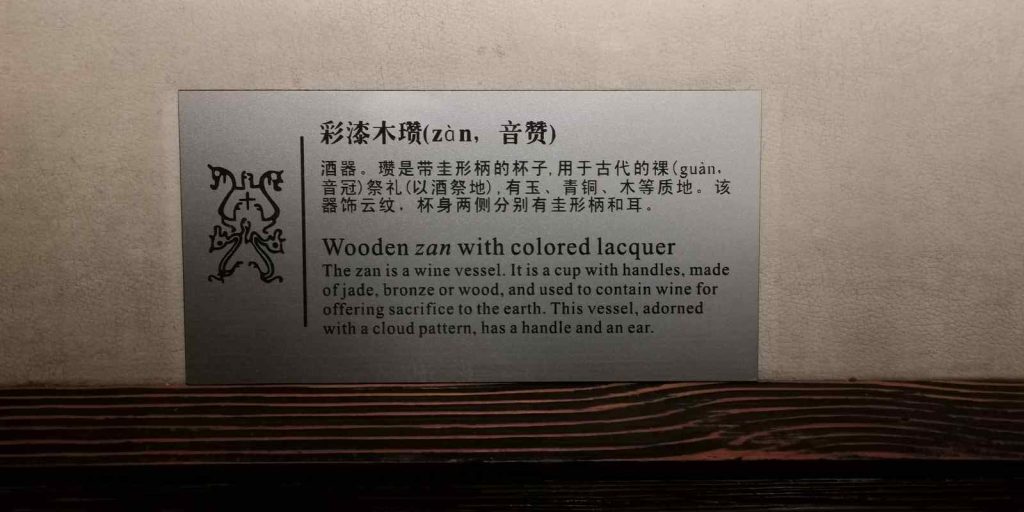 彩漆木瓒(zàn，音赞)
酒器。瓒是带圭形柄的杯子,用于古代的祼(guàn，
音冠)祭礼(以酒祭地),有玉、青铜、木等质地。该
器饰云纹，杯身两侧分别有圭形柄和耳。
Wooden zan with colored lacquer
The zan is a wine vessel. It is a cup with handles, made
of jade, bronze or wood, and used to contain wine for
offering sacrifice to the earth. This vessel, adorned
with a cloud pattern, has a handle and an ear.